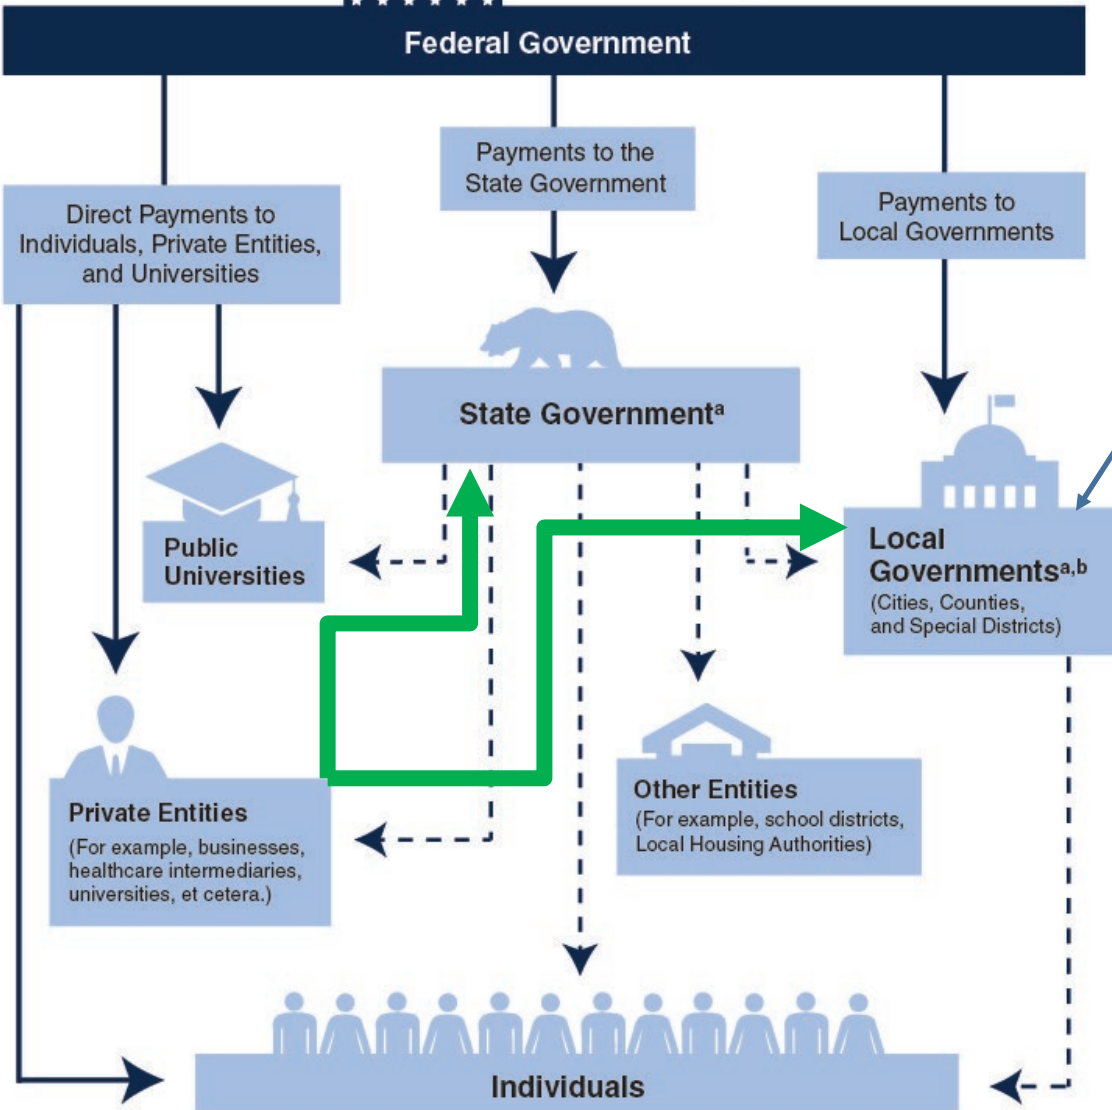 Federal Government
Payments to the
State Government
Direct Payments to
Individuals, Private Entities,
and Universities
Payments to
Local Governments
State Governmentᵃ
Public
Universities
Local
Governmentsᵃ,ᵇ
(Cities, Counties,
and Special Districts)
Private Entities
(For example, businesses,
healthcare intermediaries,
universities, et cetera.)
Other Entities
(For example, school districts,
Local Housing Authorities)
Individuals